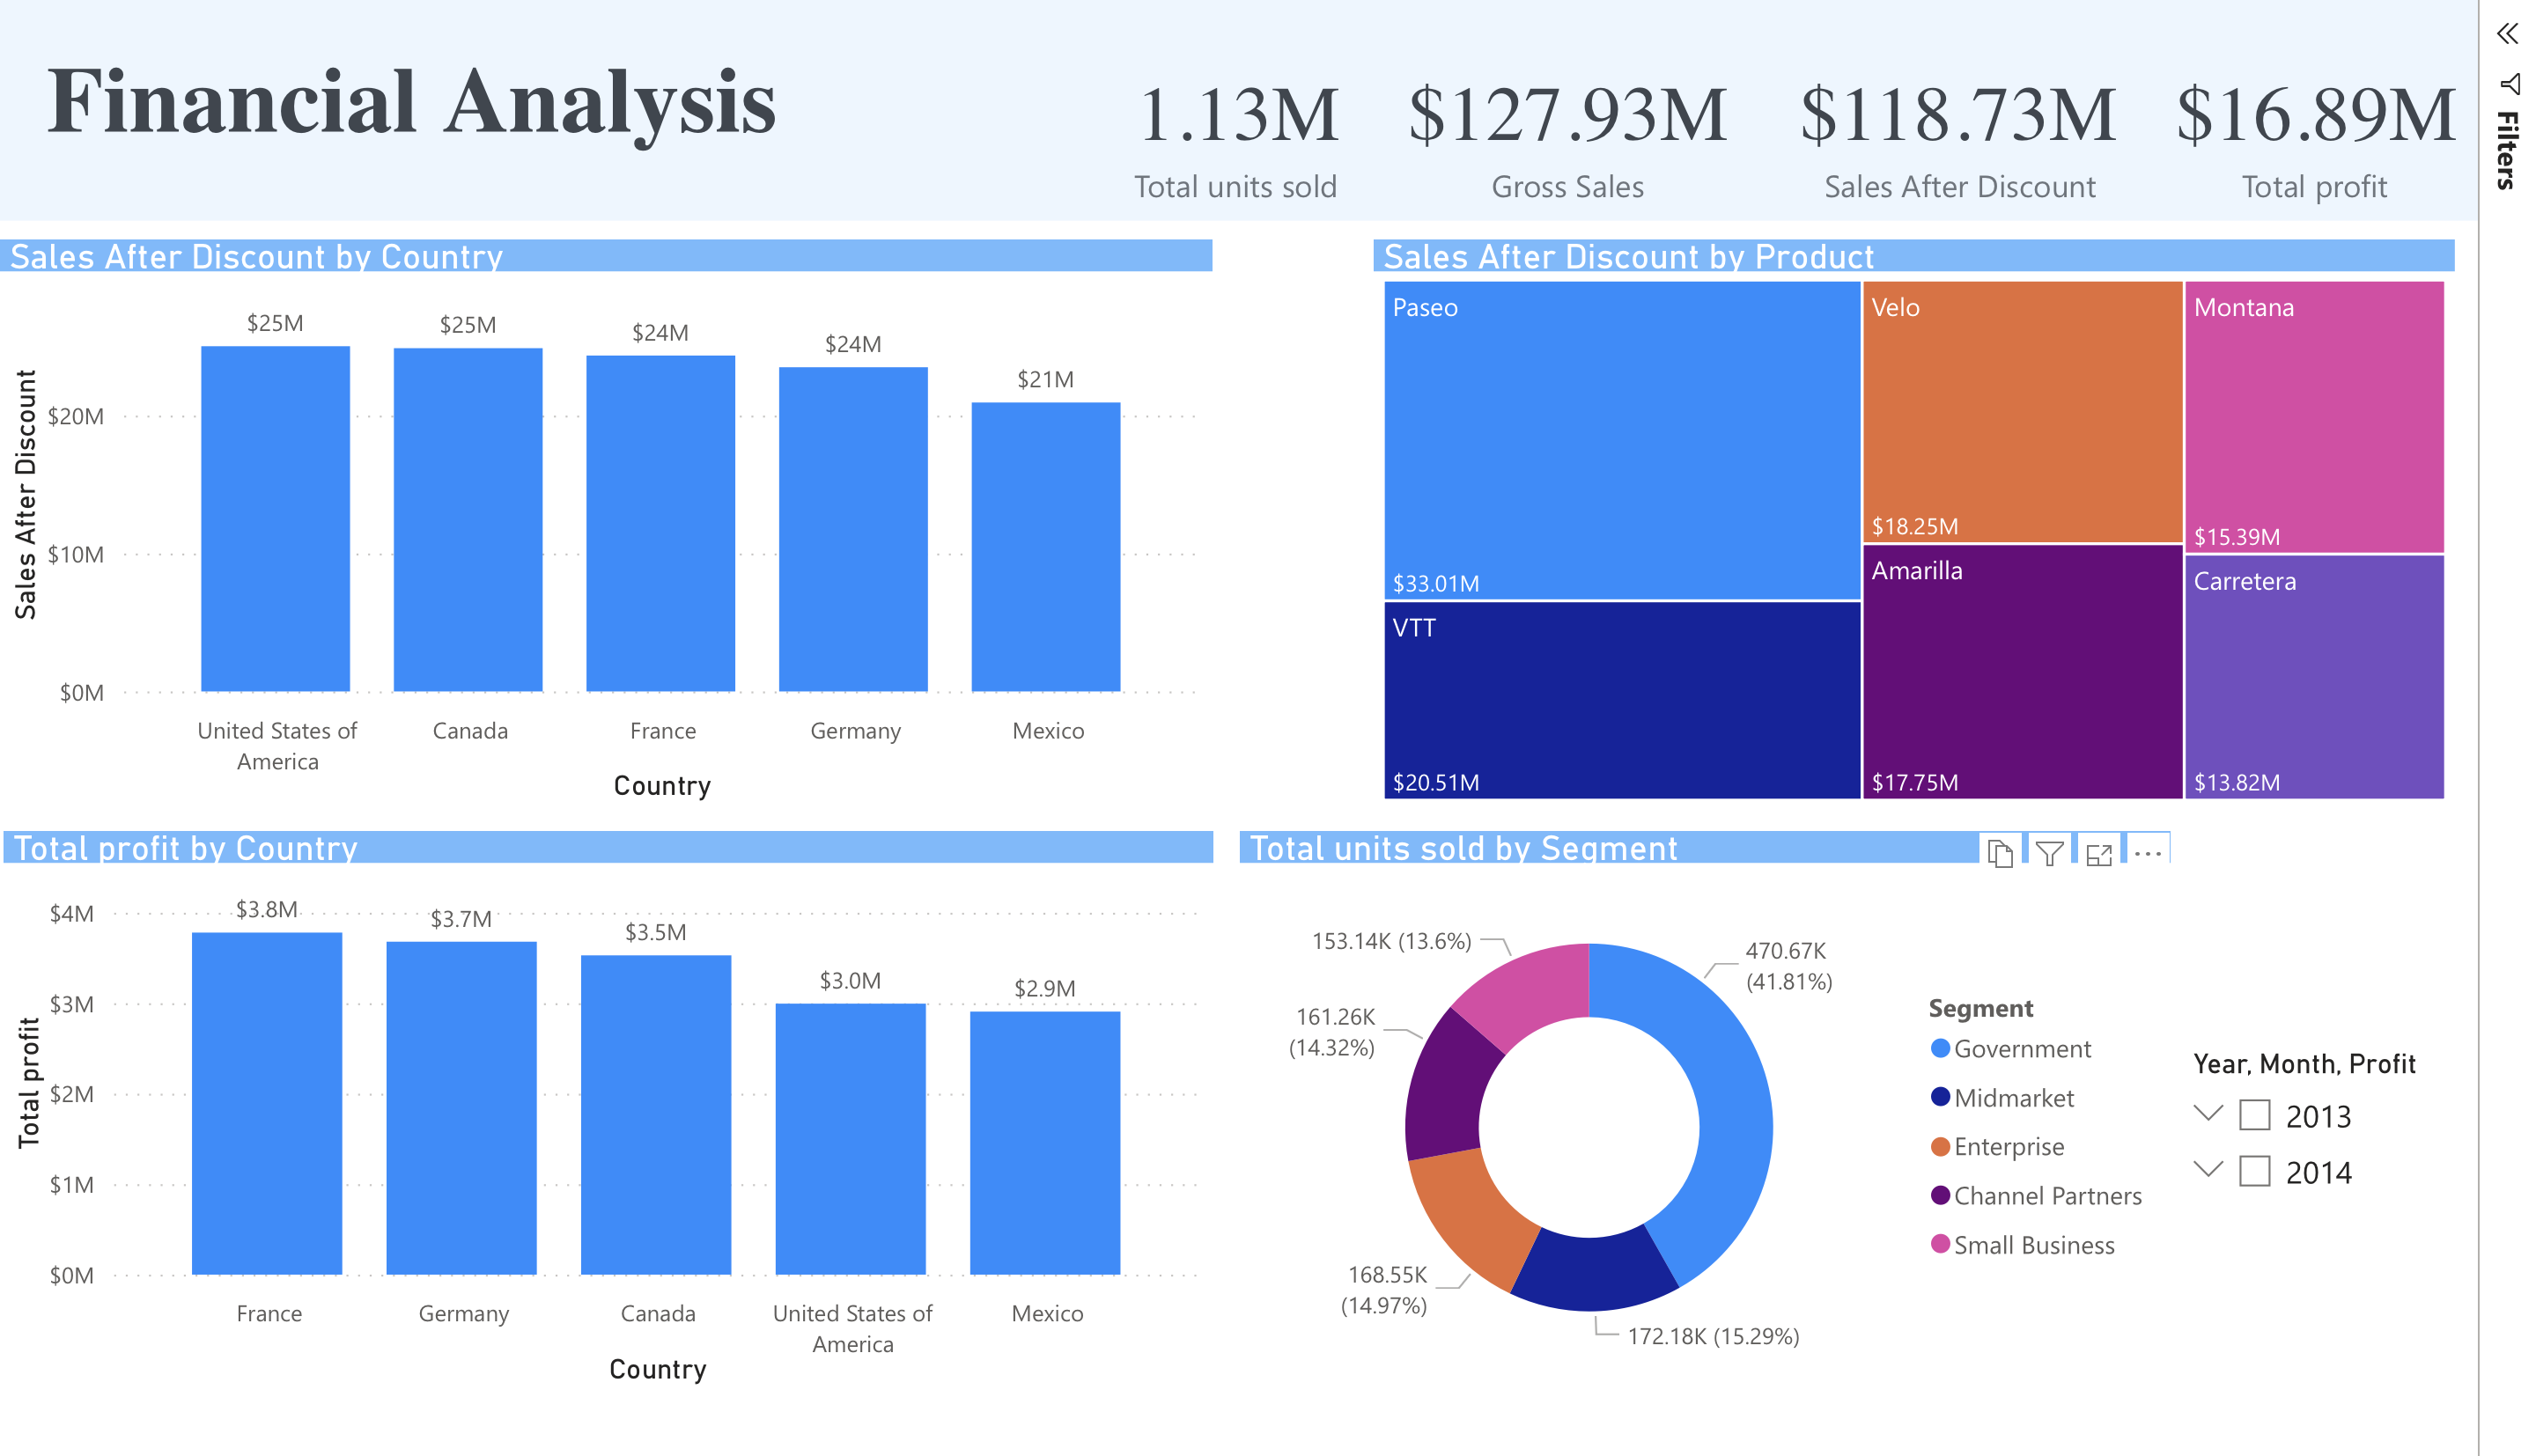 Financial Analysis
1.13M
Total units sold
$127.93M
Gross Sales
$118.73M
Sales After Discount
$16.89M
Total profit
Filters
Sales After Discount by Country
Sales After Discount
$20M
$10M
$0M
$25M
$25M
$24M
$24M
$21M
United States of
America
Canada
France
Germany
Mexico
Country
Sales After Discount by Product
Paseo
$33.01M
VTT
$20.51M
Velo
$18.25M
Amarilla
$17.75M
Montana
$15.39M
Carretera
$13.82M
Total profit by Country
Total profit
$4M
$3M
$2M
$1M
$0M
$3.8M
$3.7M
$3.5M
$3.0M
$2.9M
France
Germany
Canada
United States of
America
Mexico
Country
Total units sold by Segment
153.14K (13.6%)
470.67K
(41.81%)
161.26K
(14.32%)
168.55K
(14.97%)
172.18K (15.29%)
Segment
Government
Midmarket
Enterprise
Channel Partners
Small Business
Year, Month, Profit
2013
2014